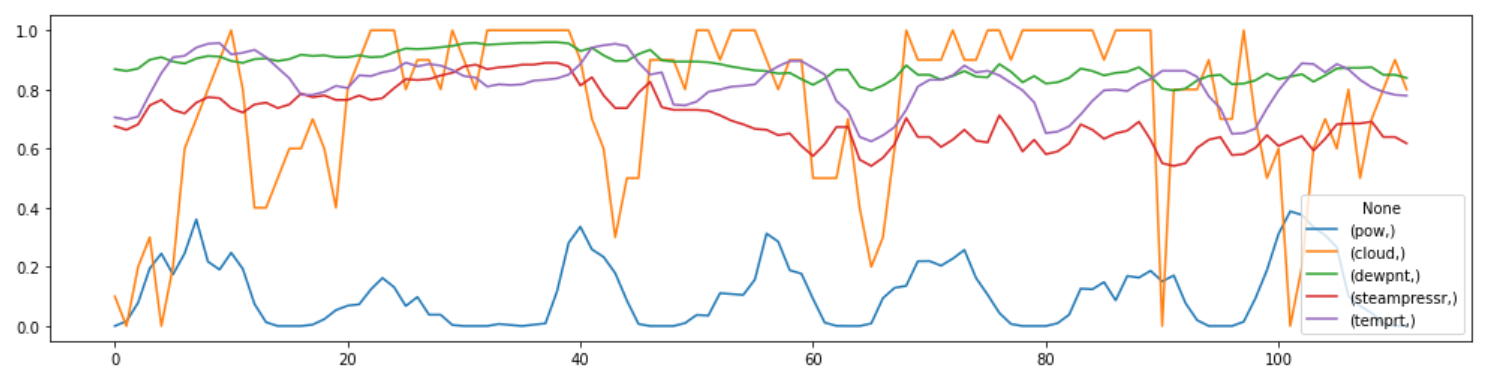 1.0
0.8
0.6
0.4
0.2
0.0
0 20 40 60 80 100
None
(pow,)
(cloud,)
(dewpnt,)
(steampressr,)
(temprt,)